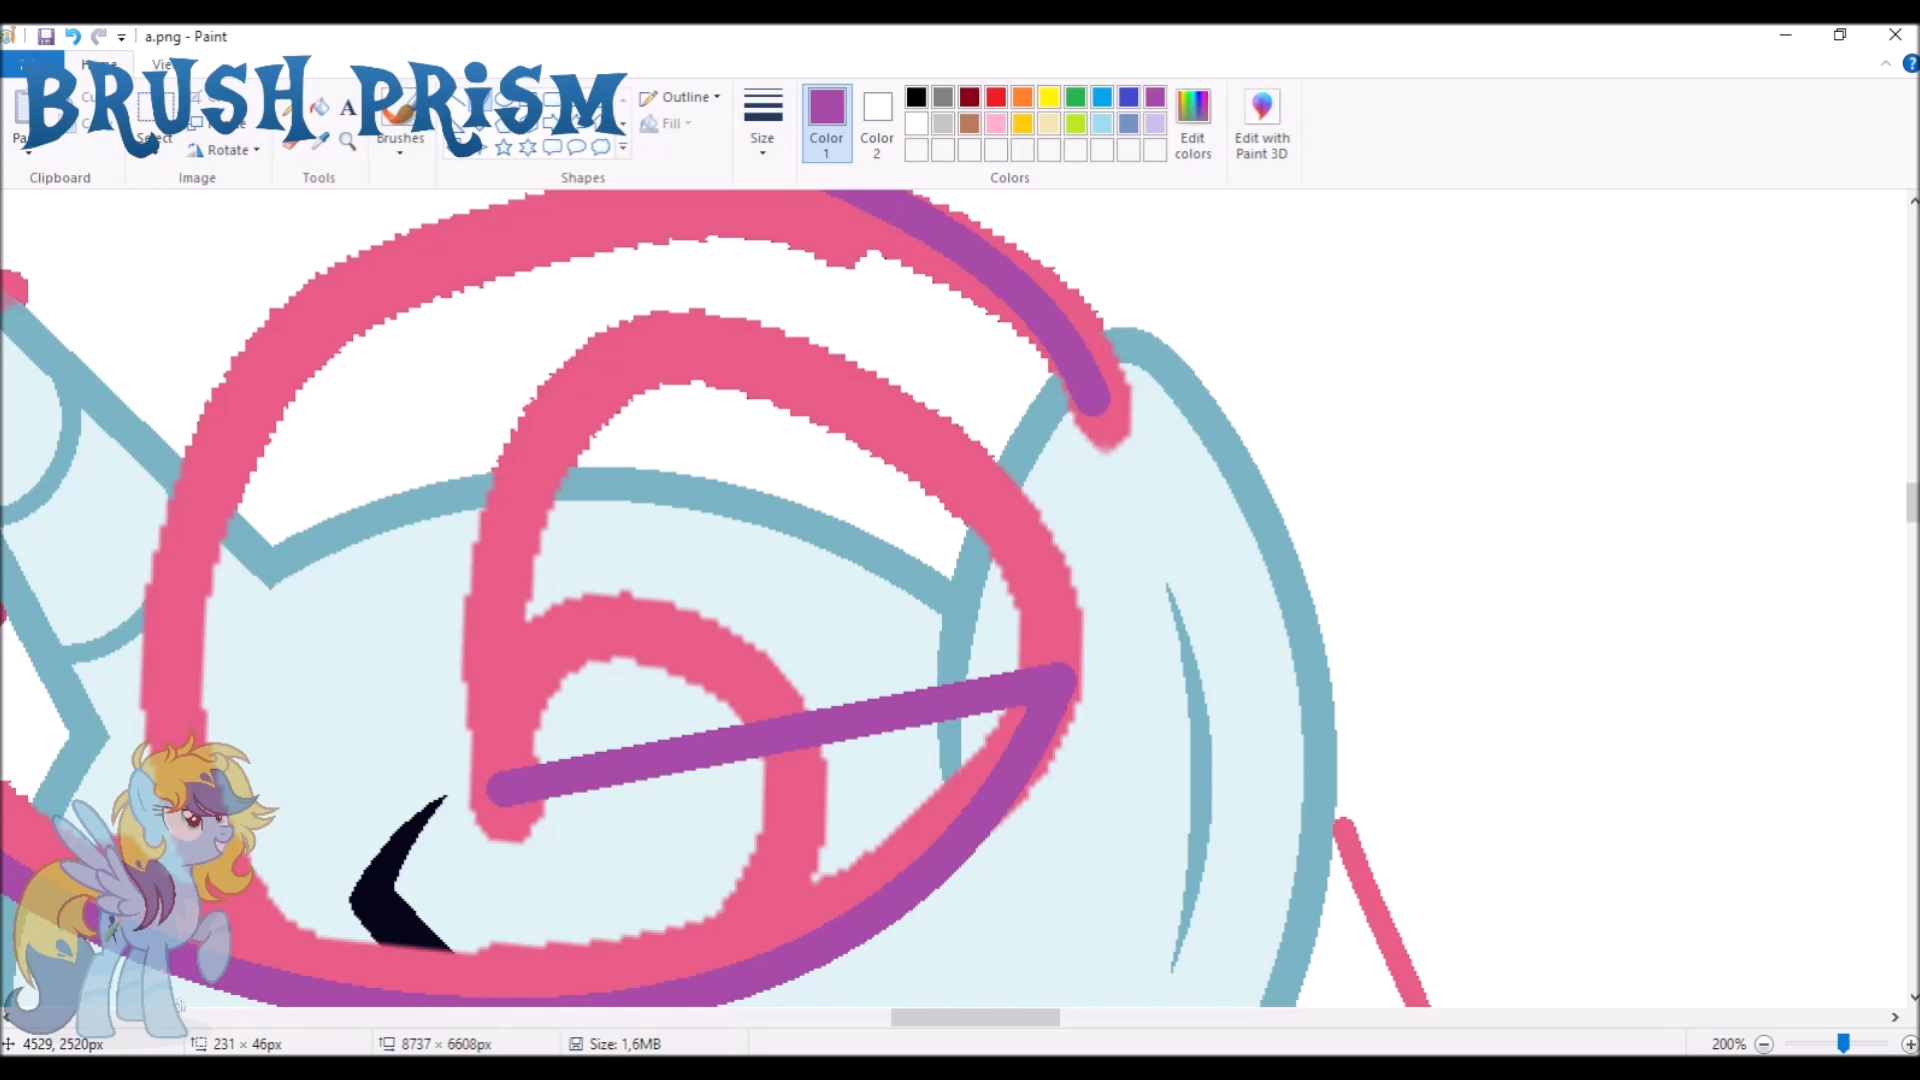 a.png - Paint
BRUSH PRISM
Outline
Fill
Rotate
Select
Brushes
Size
Color 1
Color 2
Edit colors
Edit with Paint 3D
Clipboard
Image
Tools
Shapes
Colors
4529, 2520px
231 × 46px
8737 × 6608px
Size: 1,6MB
200%